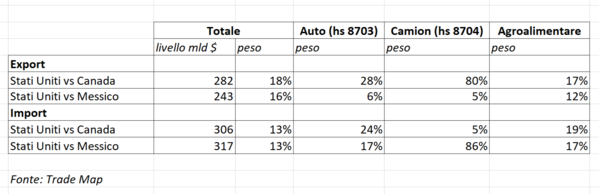 Totale Auto (hs 8703) Camion (hs 8704) Agroalimentare
livello mld $ peso peso peso peso
Export
Stati Uniti vs Canada 282 18% 28% 80% 17%
Stati Uniti vs Messico 243 16% 6% 5% 12%
Import
Stati Uniti vs Canada 306 13% 24% 5% 19%
Stati Uniti vs Messico 317 13% 17% 86% 17%
Fonte: Trade Map